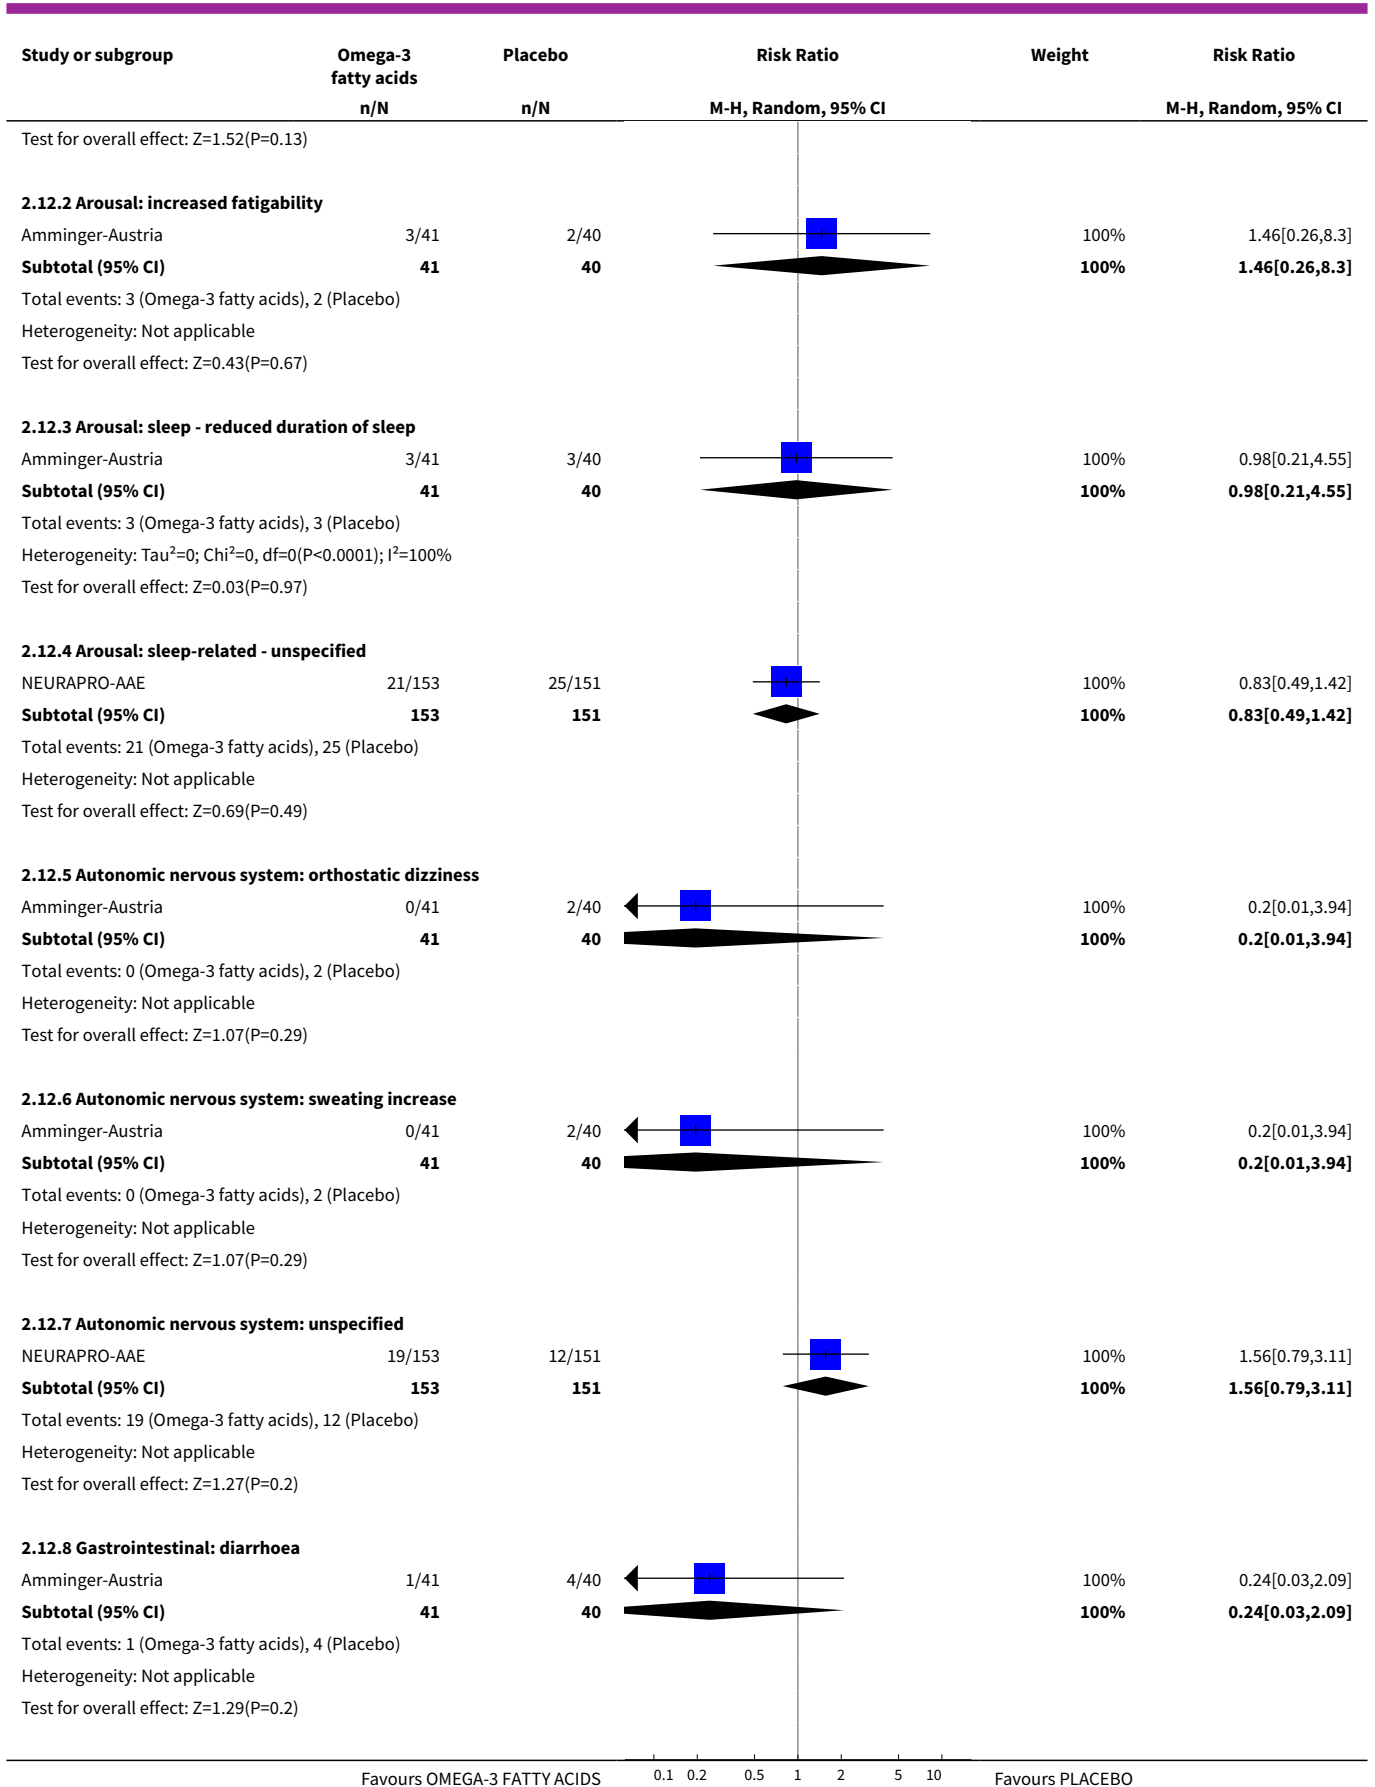 Study or subgroup Omega-3 fatty acids Placebo Risk Ratio Weight Risk Ratio
n/N n/N M-H, Random, 95% CI M-H, Random, 95% CI
Test for overall effect: Z=1.52(P=0.13)
2.12.2 Arousal: increased fatigability
Amminger-Austria 3/41 2/40 100% 1.46[0.26,8.3]
Subtotal (95% CI) 41 40 100% 1.46[0.26,8.3]
Total events: 3 (Omega-3 fatty acids), 2 (Placebo)
Heterogeneity: Not applicable
Test for overall effect: Z=0.43(P=0.67)
2.12.3 Arousal: sleep - reduced duration of sleep
Amminger-Austria 3/41 3/40 100% 0.98[0.21,4.55]
Subtotal (95% CI) 41 40 100% 0.98[0.21,4.55]
Total events: 3 (Omega-3 fatty acids), 3 (Placebo)
Heterogeneity: Tau²=0; Chi²=0, df=0(P<0.0001); I²=100%
Test for overall effect: Z=0.03(P=0.97)
2.12.4 Arousal: sleep-related - unspecified
NEURAPRO-AAE 21/153 25/151 100% 0.83[0.49,1.42]
Subtotal (95% CI) 153 151 100% 0.83[0.49,1.42]
Total events: 21 (Omega-3 fatty acids), 25 (Placebo)
Heterogeneity: Not applicable
Test for overall effect: Z=0.69(P=0.49)
2.12.5 Autonomic nervous system: orthostatic dizziness
Amminger-Austria 0/41 2/40 100% 0.2[0.01,3.94]
Subtotal (95% CI) 41 40 100% 0.2[0.01,3.94]
Total events: 0 (Omega-3 fatty acids), 2 (Placebo)
Heterogeneity: Not applicable
Test for overall effect: Z=1.07(P=0.29)
2.12.6 Autonomic nervous system: sweating increase
Amminger-Austria 0/41 2/40 100% 0.2[0.01,3.94]
Subtotal (95% CI) 41 40 100% 0.2[0.01,3.94]
Total events: 0 (Omega-3 fatty acids), 2 (Placebo)
Heterogeneity: Not applicable
Test for overall effect: Z=1.07(P=0.29)
2.12.7 Autonomic nervous system: unspecified
NEURAPRO-AAE 19/153 12/151 100% 1.56[0.79,3.11]
Subtotal (95% CI) 153 151 100% 1.56[0.79,3.11]
Total events: 19 (Omega-3 fatty acids), 12 (Placebo)
Heterogeneity: Not applicable
Test for overall effect: Z=1.27(P=0.2)
2.12.8 Gastrointestinal: diarrhoea
Amminger-Austria 1/41 4/40 100% 0.24[0.03,2.09]
Subtotal (95% CI) 41 40 100% 0.24[0.03,2.09]
Total events: 1 (Omega-3 fatty acids), 4 (Placebo)
Heterogeneity: Not applicable
Test for overall effect: Z=1.29(P=0.2)
Favours OMEGA-3 FATTY ACIDS 0.1 0.2 0.5 1 2 5 10 Favours PLACEBO